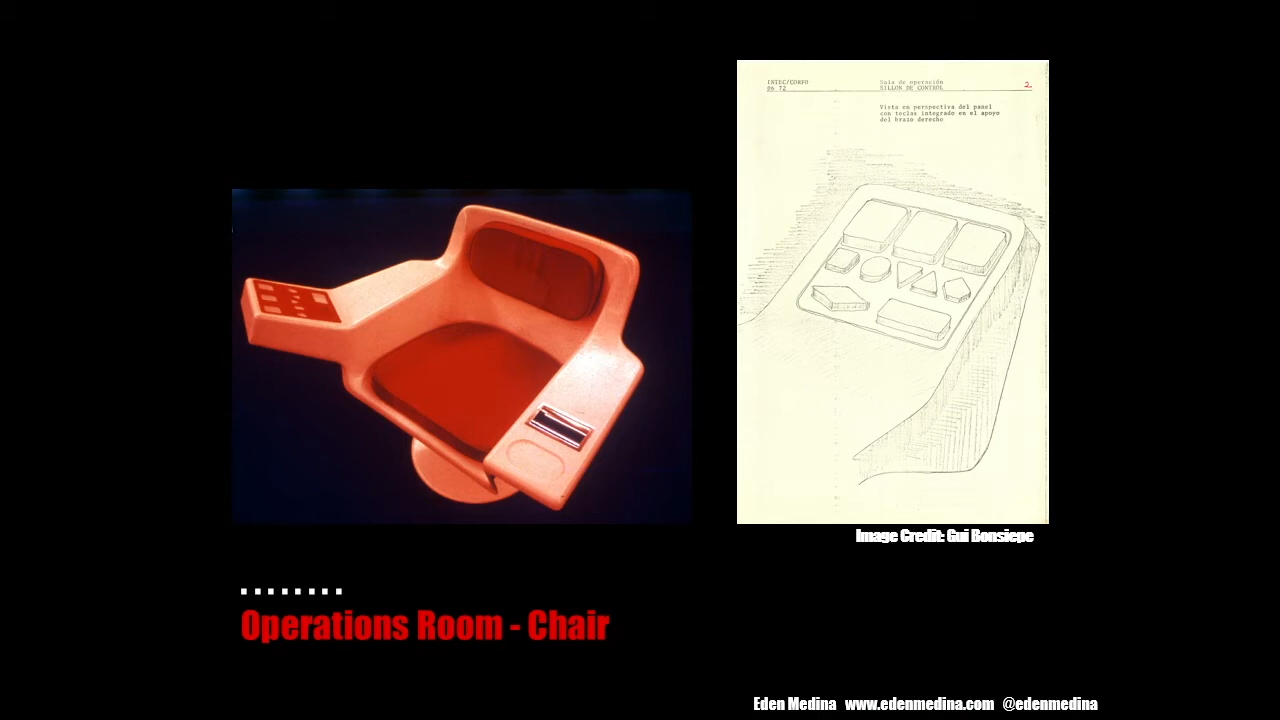 INTEC/CORFO
06 72
Sala de operación
SILLON DE CONTROL
2
Vista en perspectiva del panel
con teclas integrado en el apoyo
del brazo derecho
Image Credit: Gui Bonsiepe
Operations Room - Chair
Eden Medina www.edenmedina.com @edenmedina